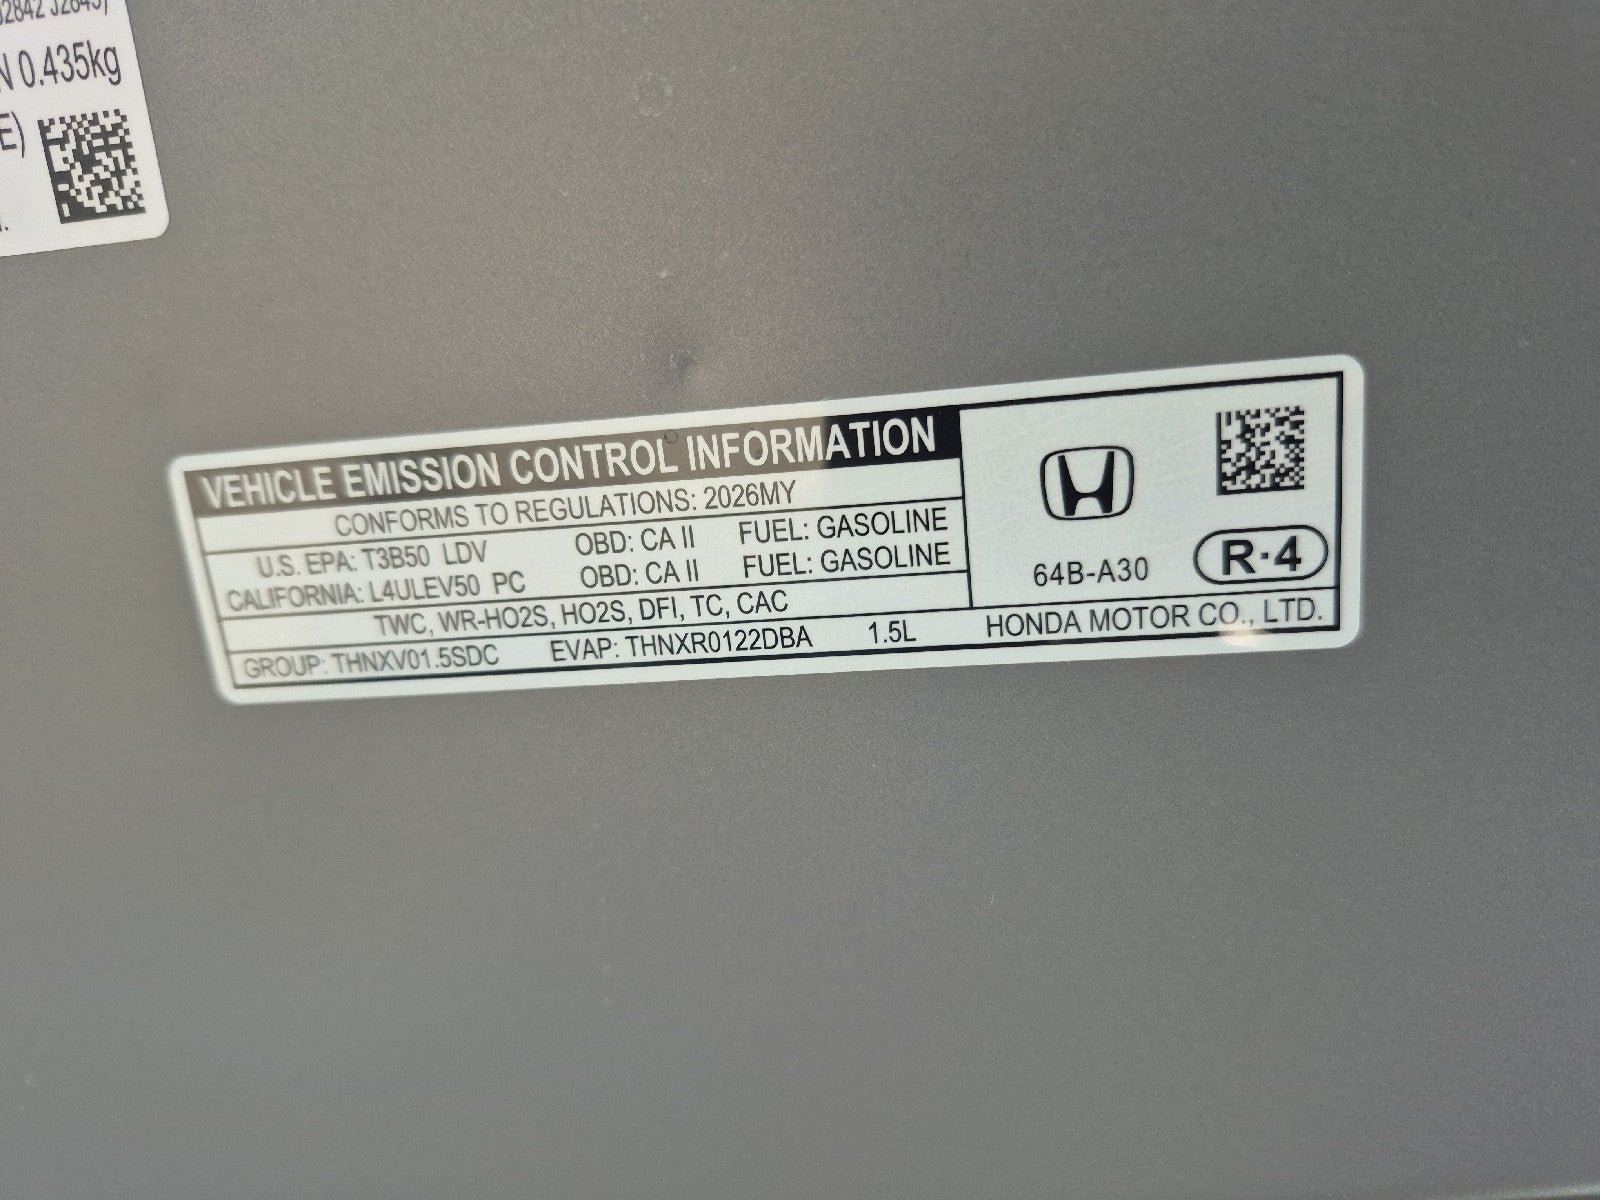 N 0.435kg
E)
VEHICLE EMISSION CONTROL INFORMATION
CONFORMS TO REGULATIONS: 2026MY
U.S. EPA: T3B50 LDV OBD: CA II FUEL: GASOLINE
CALIFORNIA: L4ULEV50 PC OBD: CA II FUEL: GASOLINE
TWC, WR-HO2S, HO2S, DFI, TC, CAC
GROUP: THNXV01.5SDC EVAP: THNXR0122DBA 1.5L
64B-A30
R·4
HONDA MOTOR CO., LTD.